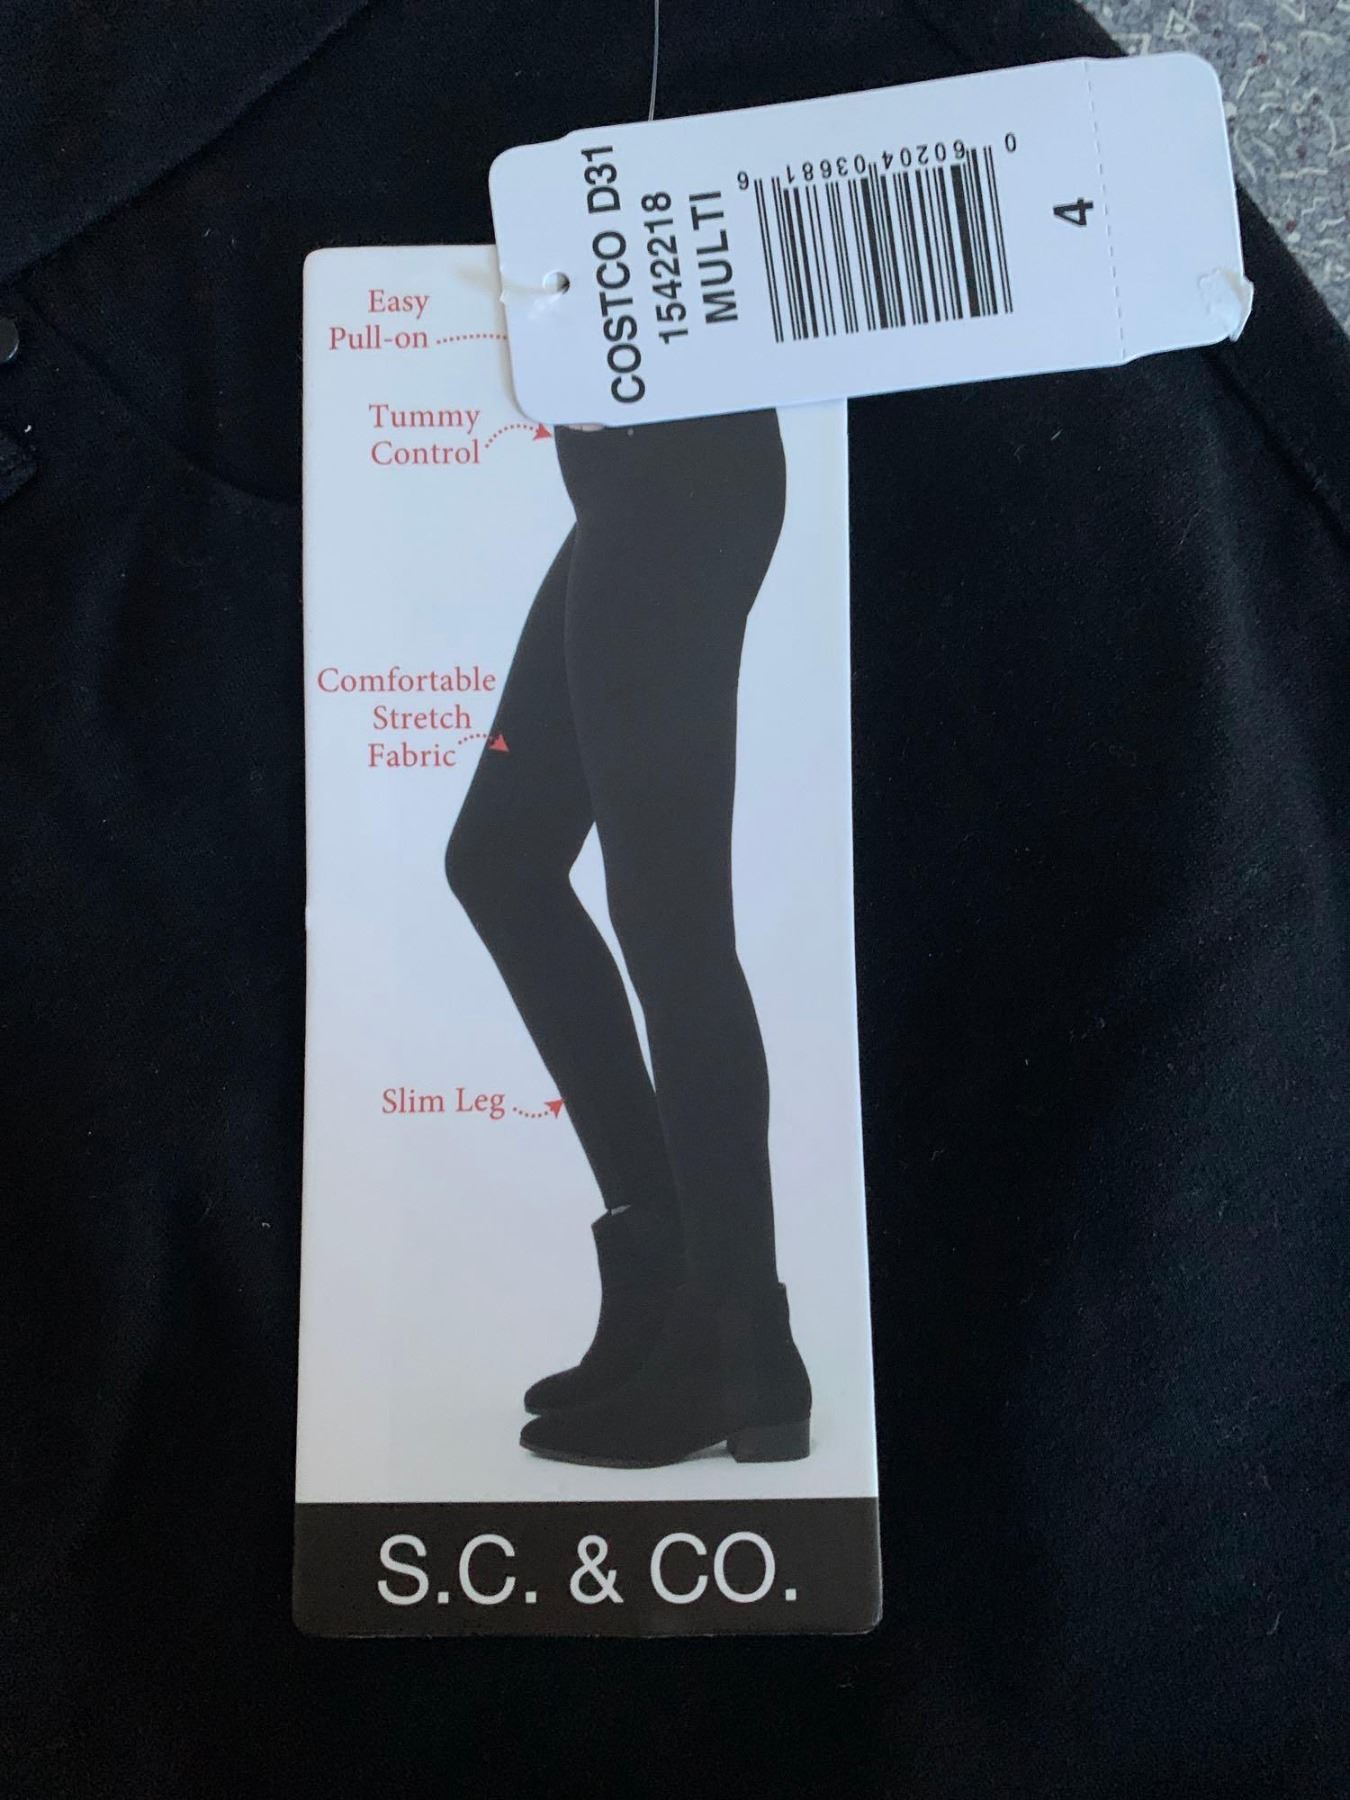 COSTCO D31
1542218
MULTI
0 60204 03681 6
4
Easy
Pull-on
Tummy
Control
Comfortable
Stretch
Fabric
Slim Leg
S.C. & CO.